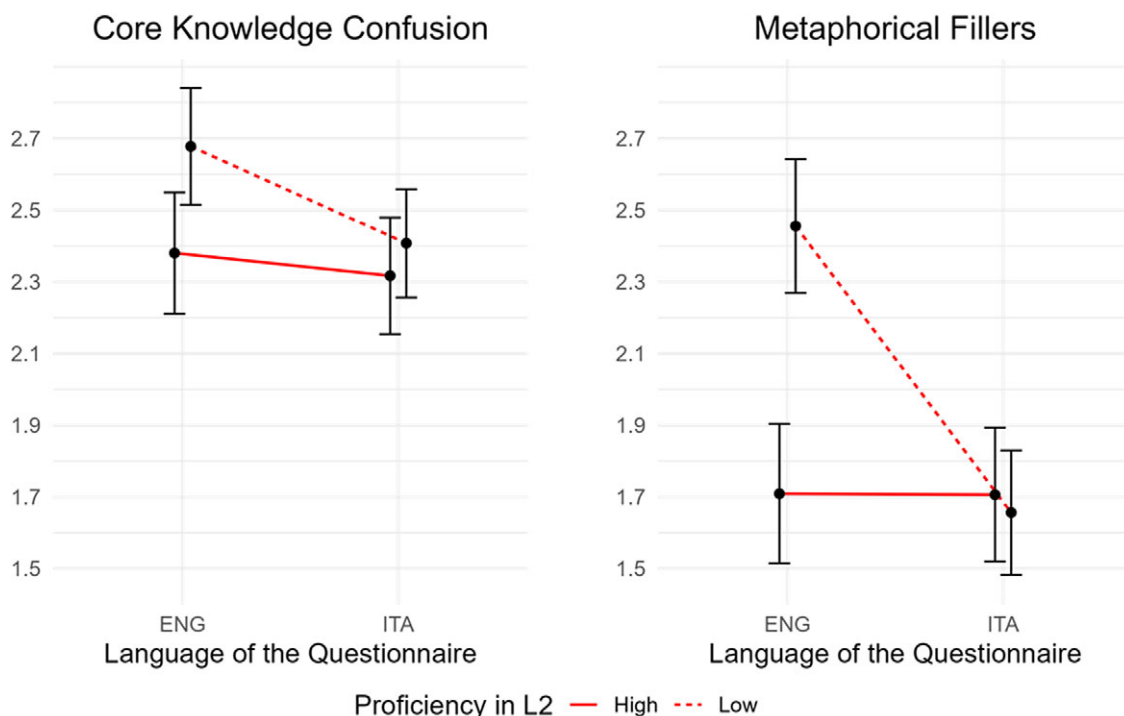 Core Knowledge Confusion
2.7
2.5
2.3
2.1
1.9
1.7
1.5
ENG ITA
Language of the Questionnaire
Metaphorical Fillers
2.7
2.5
2.3
2.1
1.9
1.7
1.5
ENG ITA
Language of the Questionnaire
Proficiency in L2 High Low